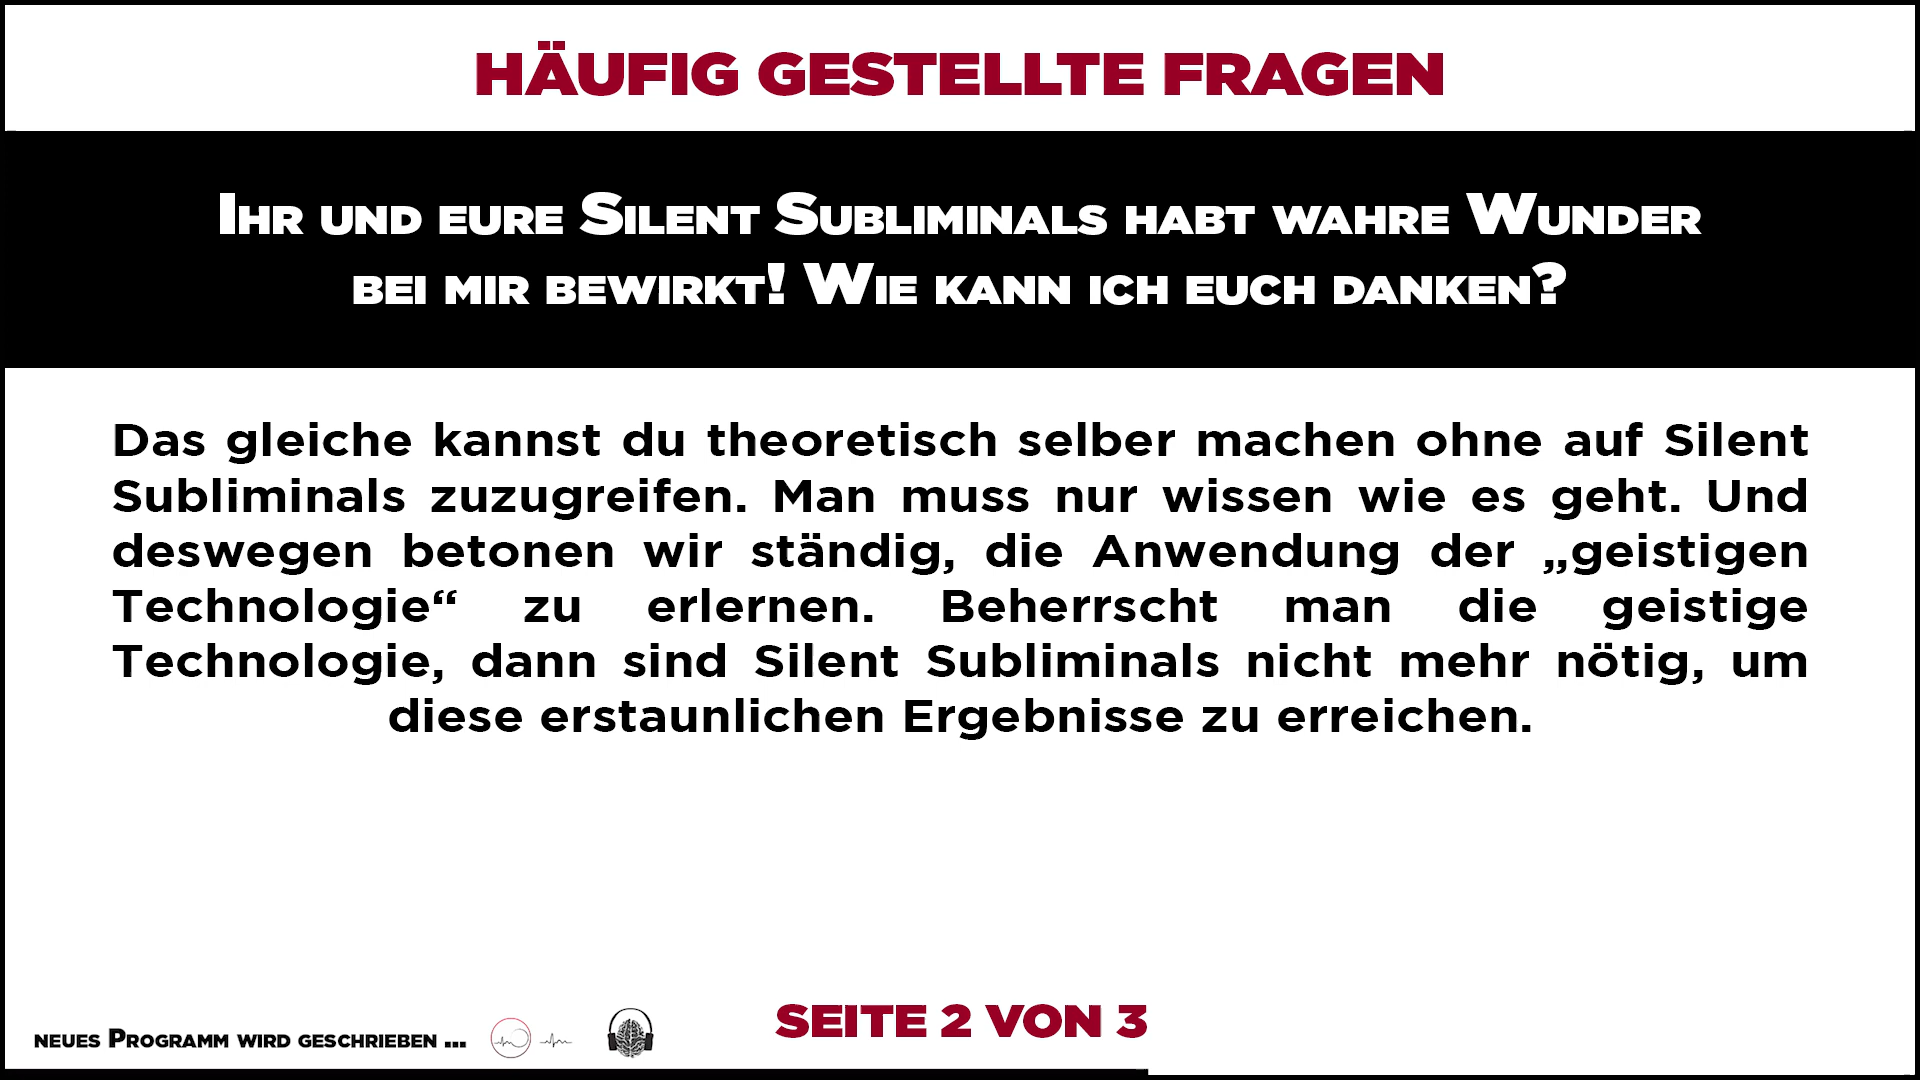 HÄUFIG GESTELLTE FRAGEN
Ihr und eure Silent Subliminals habt wahre Wunder
bei mir bewirkt! Wie kann ich euch danken?
Das gleiche kannst du theoretisch selber machen ohne auf Silent
Subliminals zuzugreifen. Man muss nur wissen wie es geht. Und
deswegen betonen wir ständig, die Anwendung der „geistigen
Technologie“ zu erlernen. Beherrscht man die geistige
Technologie, dann sind Silent Subliminals nicht mehr nötig, um
diese erstaunlichen Ergebnisse zu erreichen.
neues Programm wird geschrieben ...
SEITE 2 VON 3